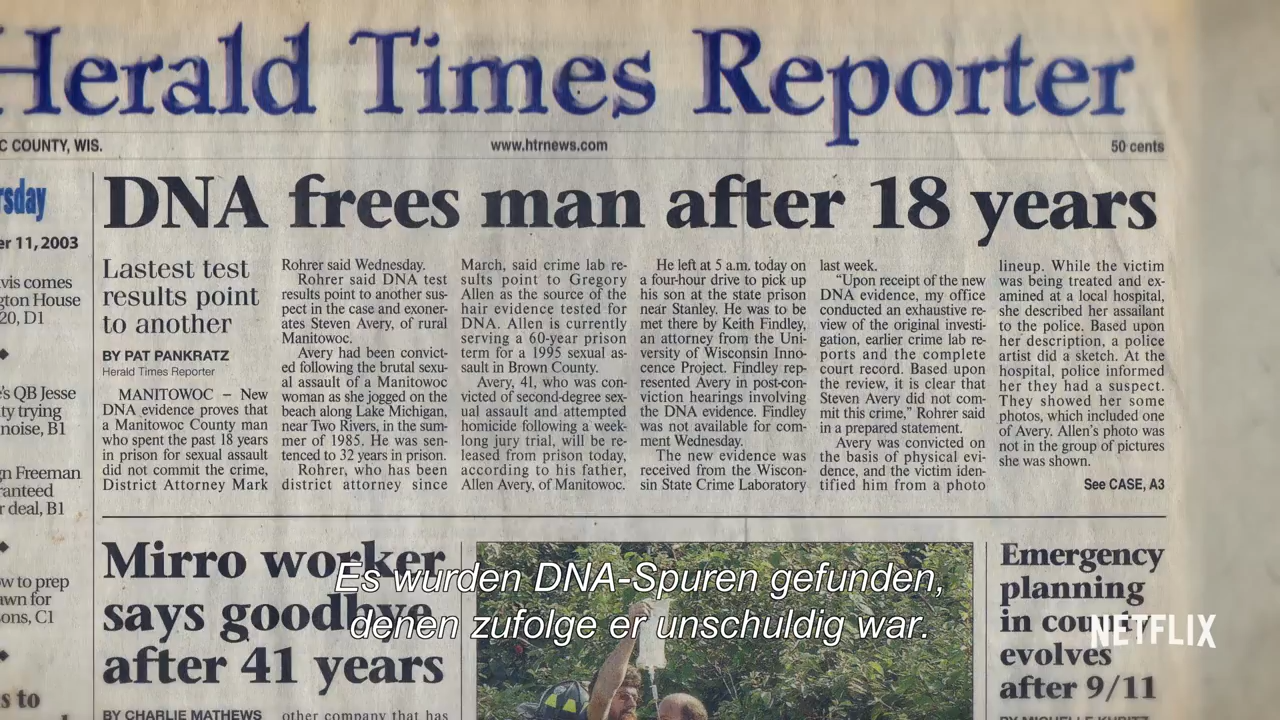 Herald Times Reporter
C COUNTY, WIS.
www.htrnews.com
50 cents
rsday
er 11, 2003
vis comes
gton House
20, D1
's QB Jesse
ty trying
noise, B1
gn Freeman
ranteed
r deal, B1
ow to prep
awn for
sons, C1
s to
DNA frees man after 18 years
Lastest test
results point
to another
BY PAT PANKRATZ
Herald Times Reporter
MANITOWOC – New
DNA evidence proves that
a Manitowoc County man
who spent the past 18 years
in prison for sexual assault
did not commit the crime,
District Attorney Mark
Rohrer said Wednesday.
Rohrer said DNA test
results point to another sus-
pect in the case and exoner-
ates Steven Avery, of rural
Manitowoc.
Avery had been convict-
ed following the brutal sexu-
al assault of a Manitowoc
woman as she jogged on the
beach along Lake Michigan,
near Two Rivers, in the sum-
mer of 1985. He was sen-
tenced to 32 years in prison.
Rohrer, who has been
district attorney since
March, said crime lab re-
sults point to Gregory
Allen as the source of the
hair evidence tested for
DNA. Allen is currently
serving a 60-year prison
term for a 1995 sexual as-
sault in Brown County.
Avery, 41, who was con-
victed of second-degree sex-
ual assault and attempted
homicide following a week-
long jury trial, will be re-
leased from prison today,
according to his father,
Allen Avery, of Manitowoc.
He left at 5 a.m. today on
a four-hour drive to pick up
his son at the state prison
near Stanley. He was to be
met there by Keith Findley,
an attorney from the Uni-
versity of Wisconsin Inno-
cence Project. Findley rep-
resented Avery in post-con-
viction hearings involving
the DNA evidence. Findley
was not available for com-
ment Wednesday.
The new evidence was
received from the Wiscon-
sin State Crime Laboratory
last week.
"Upon receipt of the new
DNA evidence, my office
conducted an exhaustive re-
view of the original investi-
gation, earlier crime lab re-
ports and the complete
court record. Based upon
the review, it is clear that
Steven Avery did not com-
mit this crime," Rohrer said
in a prepared statement.
Avery was convicted on
the basis of physical evi-
dence, and the victim iden-
tified him from a photo
lineup. While the victim
was being treated and ex-
amined at a local hospital,
she described her assailant
to the police. Based upon
her description, a police
artist did a sketch. At the
hospital, police informed
her they had a suspect.
They showed her some
photos, which included one
of Avery. Allen's photo was
not in the group of pictures
she was shown.
See CASE, A3
Mirro worker
says goodbye
after 41 years
BY CHARLIE MATHEWS
other company that has
Emergency
planning
in county
evolves
after 9/11
Es wurden DNA-Spuren gefunden,
denen zufolge er unschuldig war.
NETFLIX